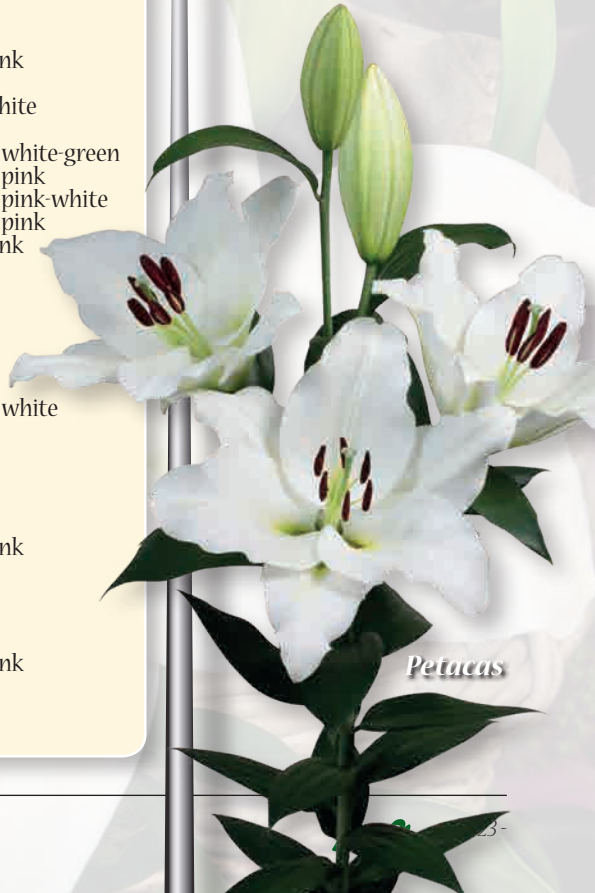 nk
hite
white-green
pink
pink-white
pink
nk
white
nk
nk
Petacas
23 -